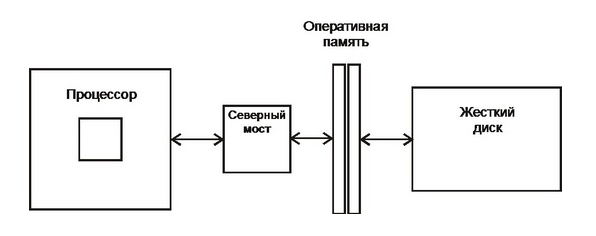 Оперативная
память
Процессор
Северный
мост
Жесткий
диск